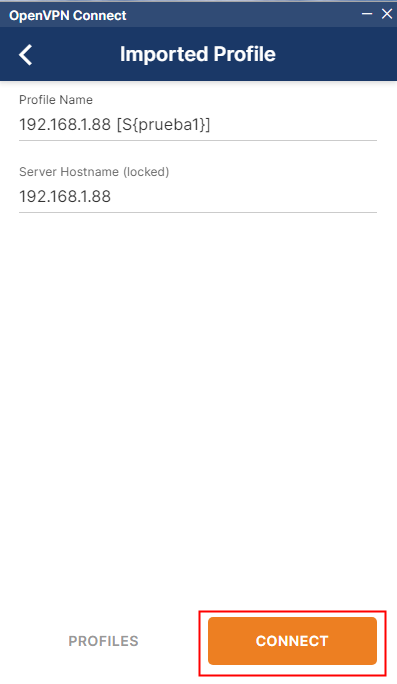 OpenVPN Connect
Imported Profile
Profile Name
192.168.1.88 [S{prueba1}]
Server Hostname (locked)
192.168.1.88
PROFILES
CONNECT